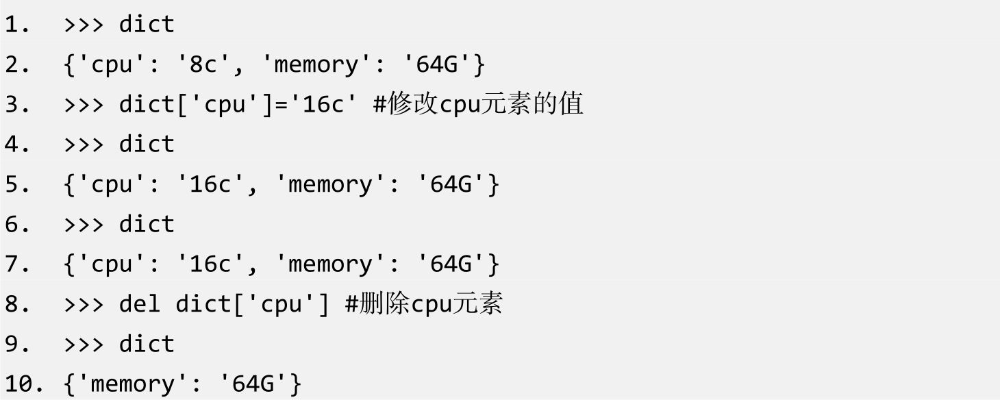 1. >>> dict
2. {'cpu': '8c', 'memory': '64G'}
3. >>> dict['cpu']='16c' #修改cpu元素的值
4. >>> dict
5. {'cpu': '16c', 'memory': '64G'}
6. >>> dict
7. {'cpu': '16c', 'memory': '64G'}
8. >>> del dict['cpu'] #删除cpu元素
9. >>> dict
10. {'memory': '64G'}